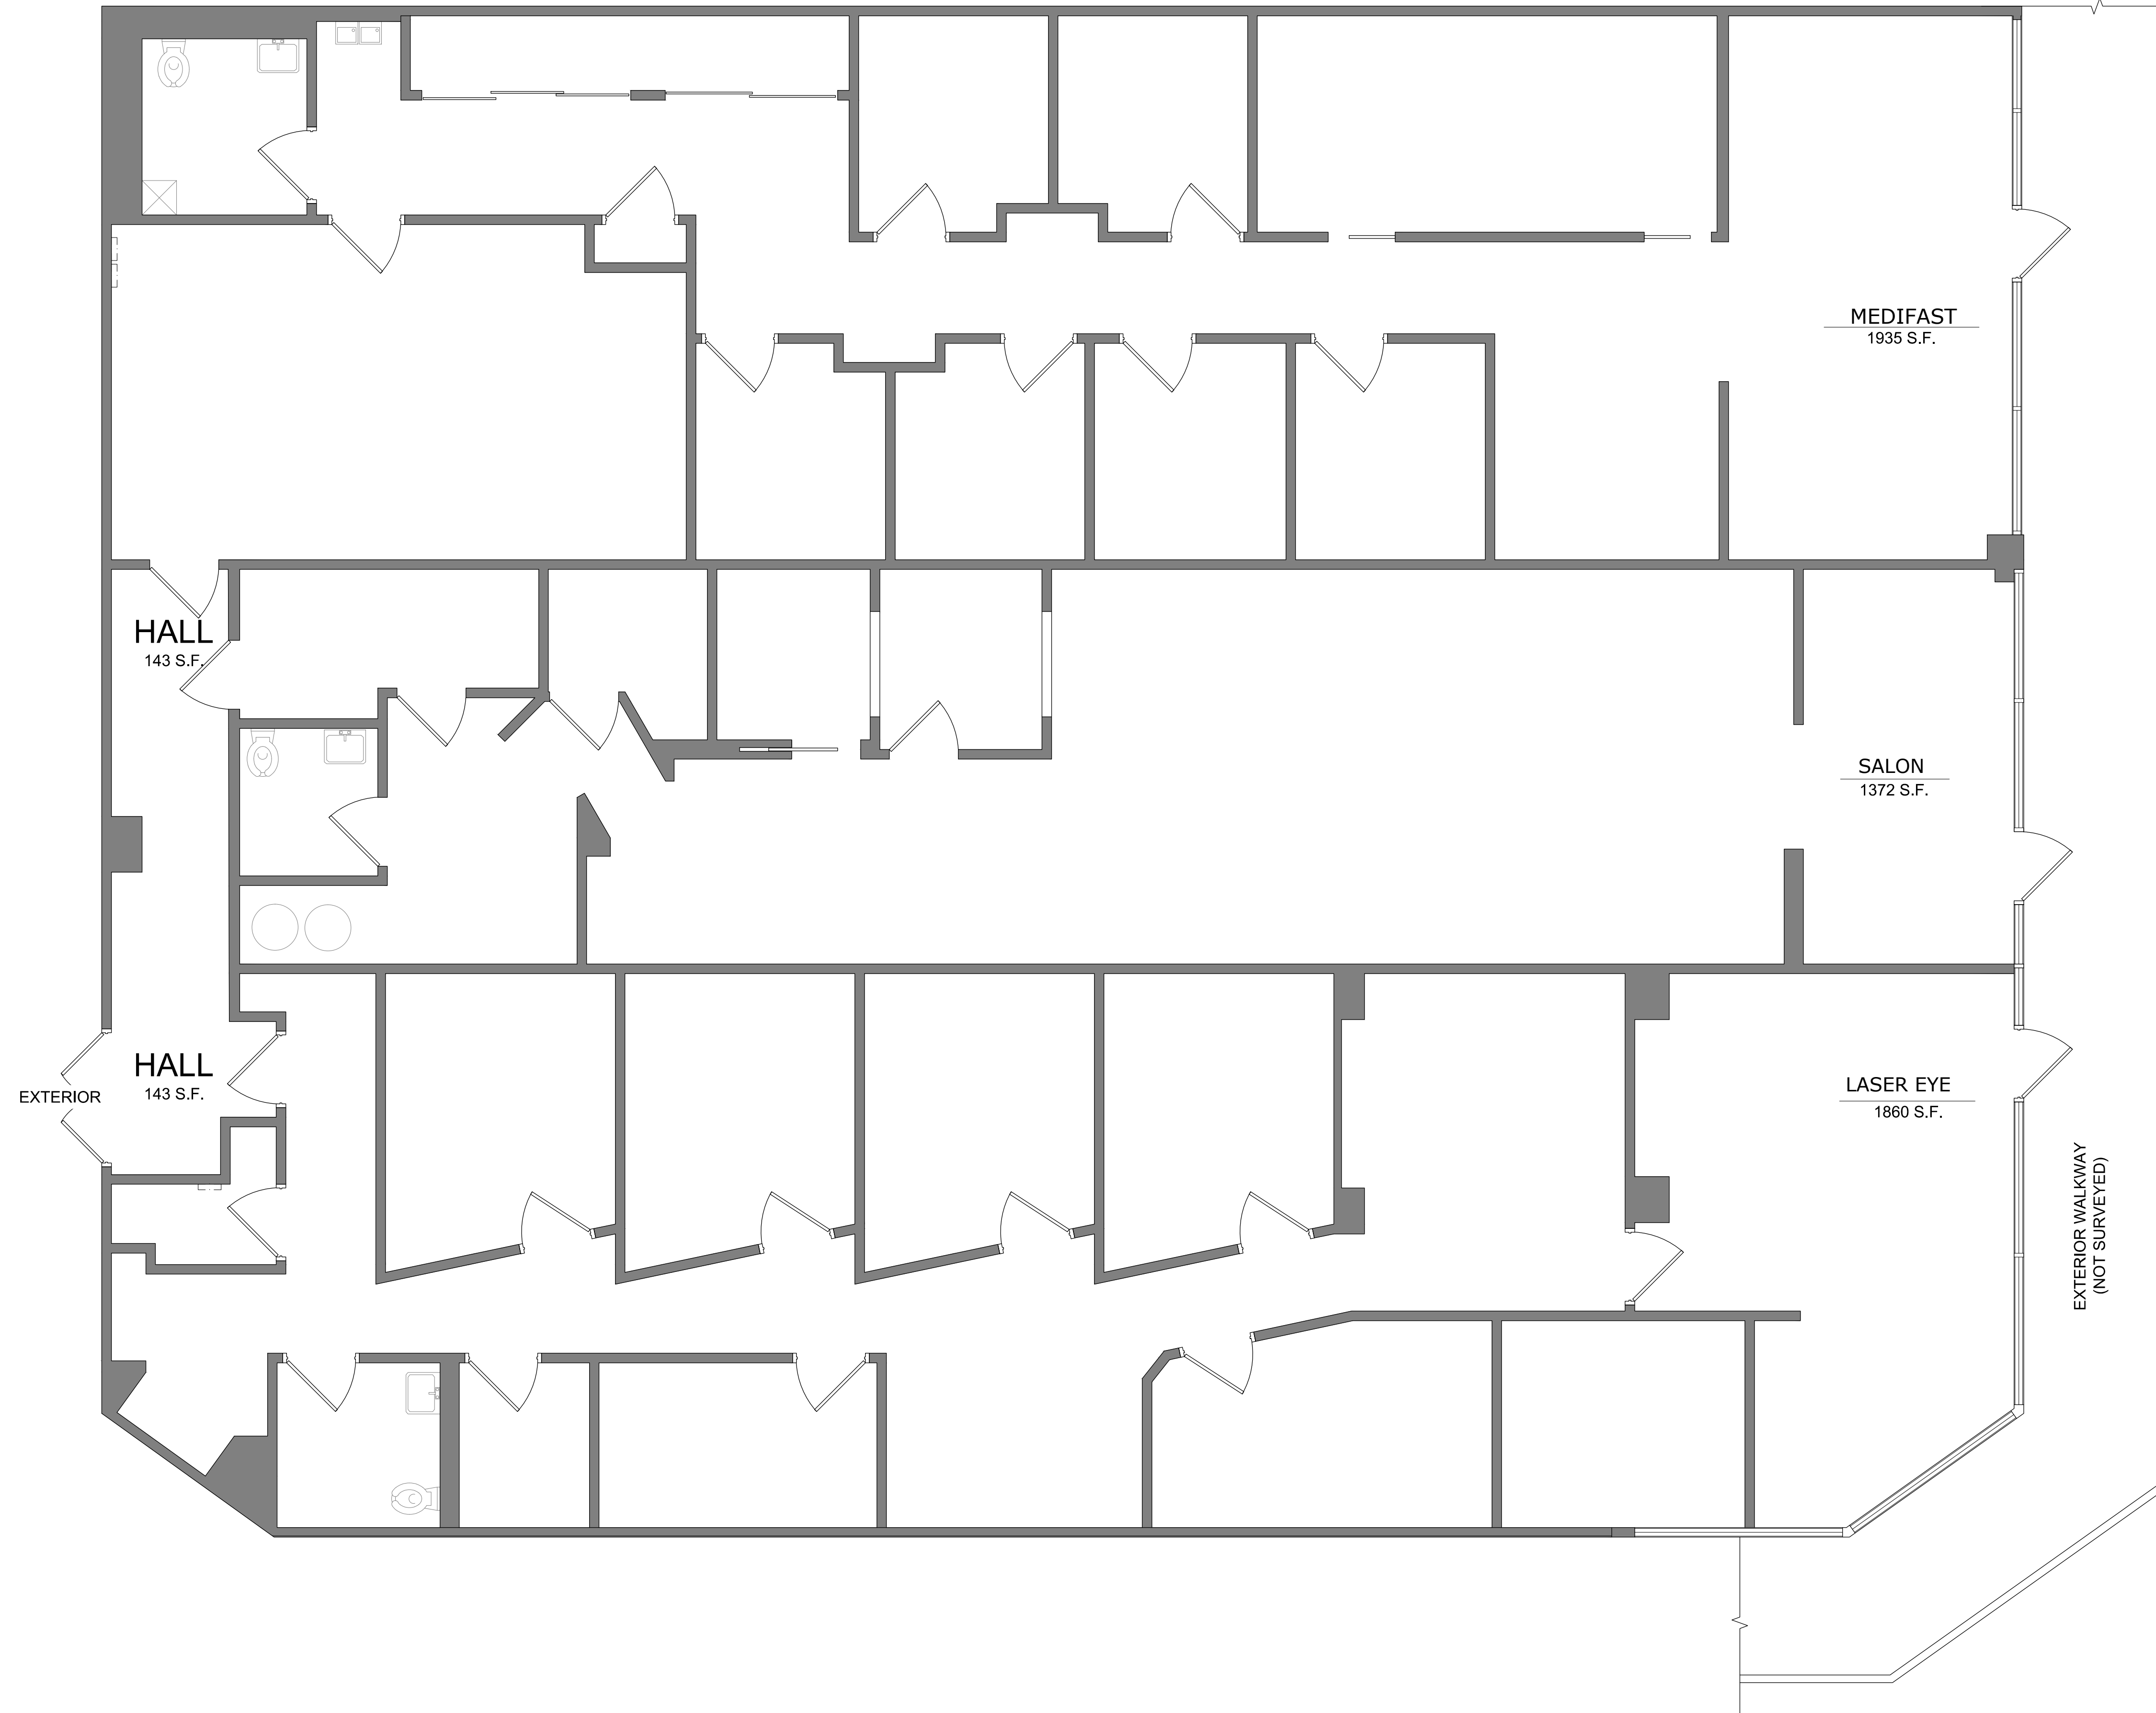 MEDIFAST
1935 S.F.
HALL
143 S.F.
SALON
1372 S.F.
HALL
143 S.F.
EXTERIOR
LASER EYE
1860 S.F.
EXTERIOR WALKWAY
(NOT SURVEYED)